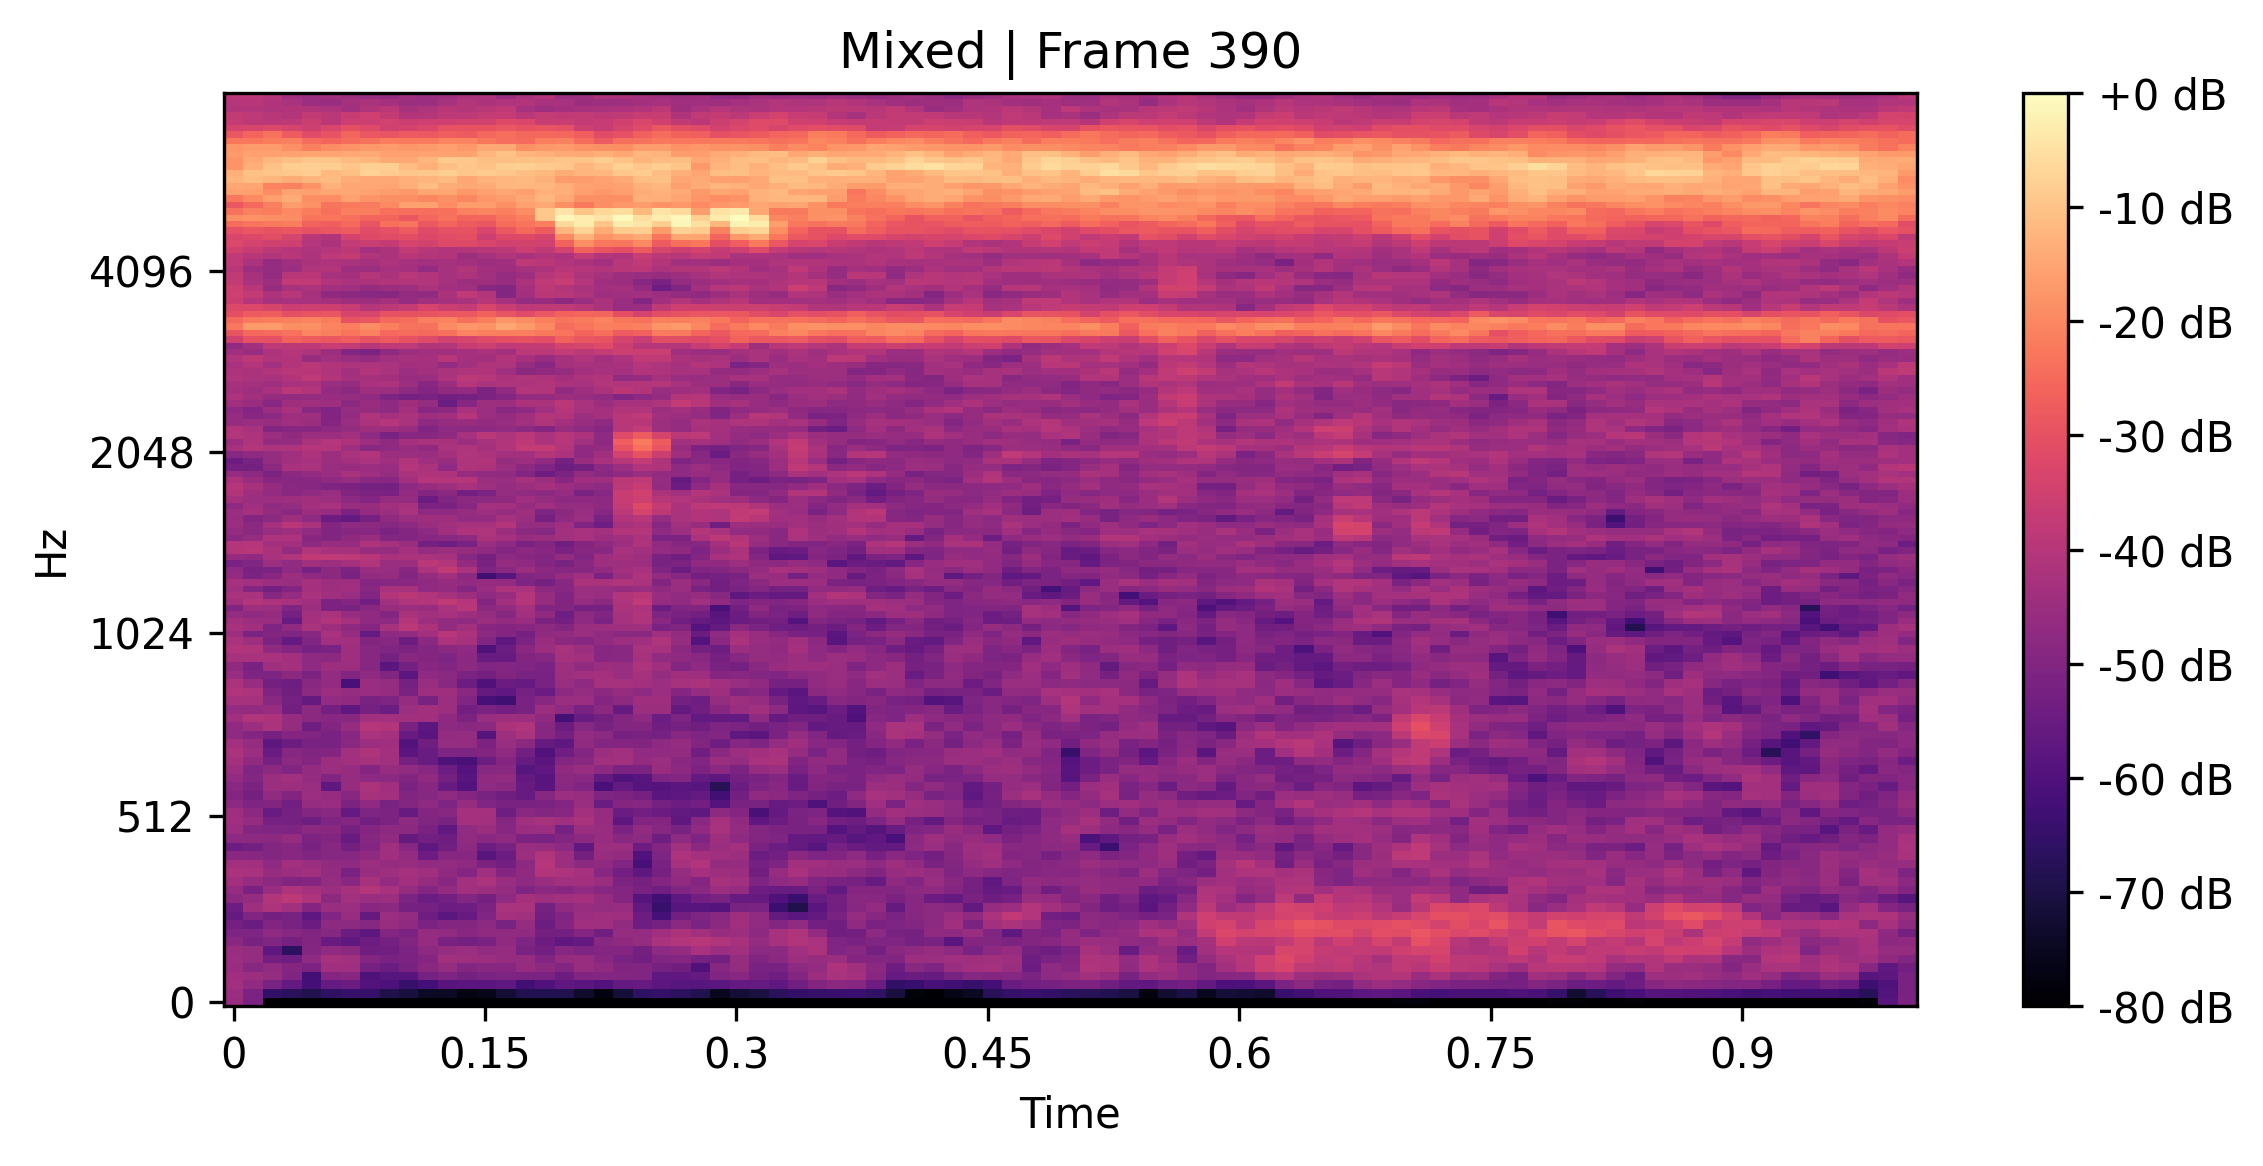 Mixed | Frame 390
+0 dB
-10 dB
-20 dB
-30 dB
-40 dB
-50 dB
-60 dB
-70 dB
-80 dB
Hz
4096
2048
1024
512
0
0 0.15 0.3 0.45 0.6 0.75 0.9
Time